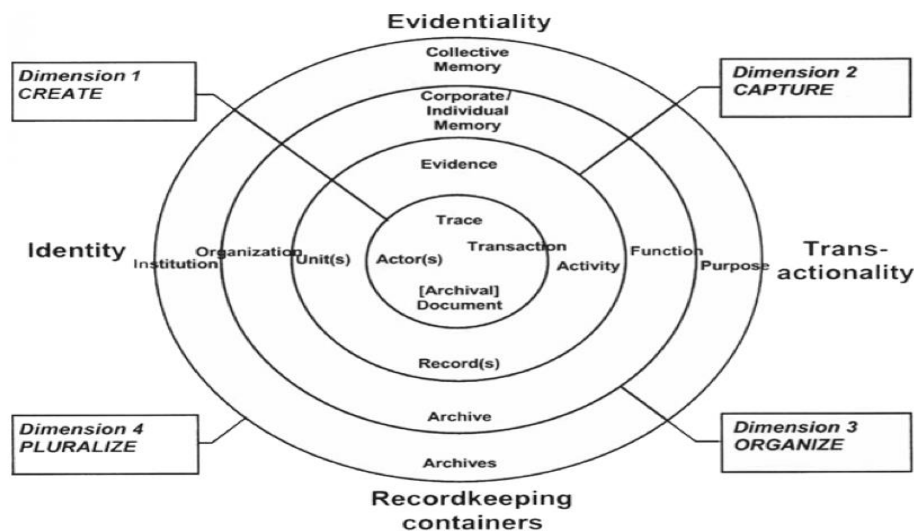 Evidentiality
Collective
Memory
Dimension 1
CREATE
Dimension 2
CAPTURE
Corporate/
Individual
Memory
Evidence
Trace
Identity
Institution
Organization
Unit(s)
Actor(s)
Transaction
Activity
Function
Purpose
Trans-
actionality
[Archival]
Document
Record(s)
Archive
Archives
Dimension 4
PLURALIZE
Dimension 3
ORGANIZE
Recordkeeping
containers